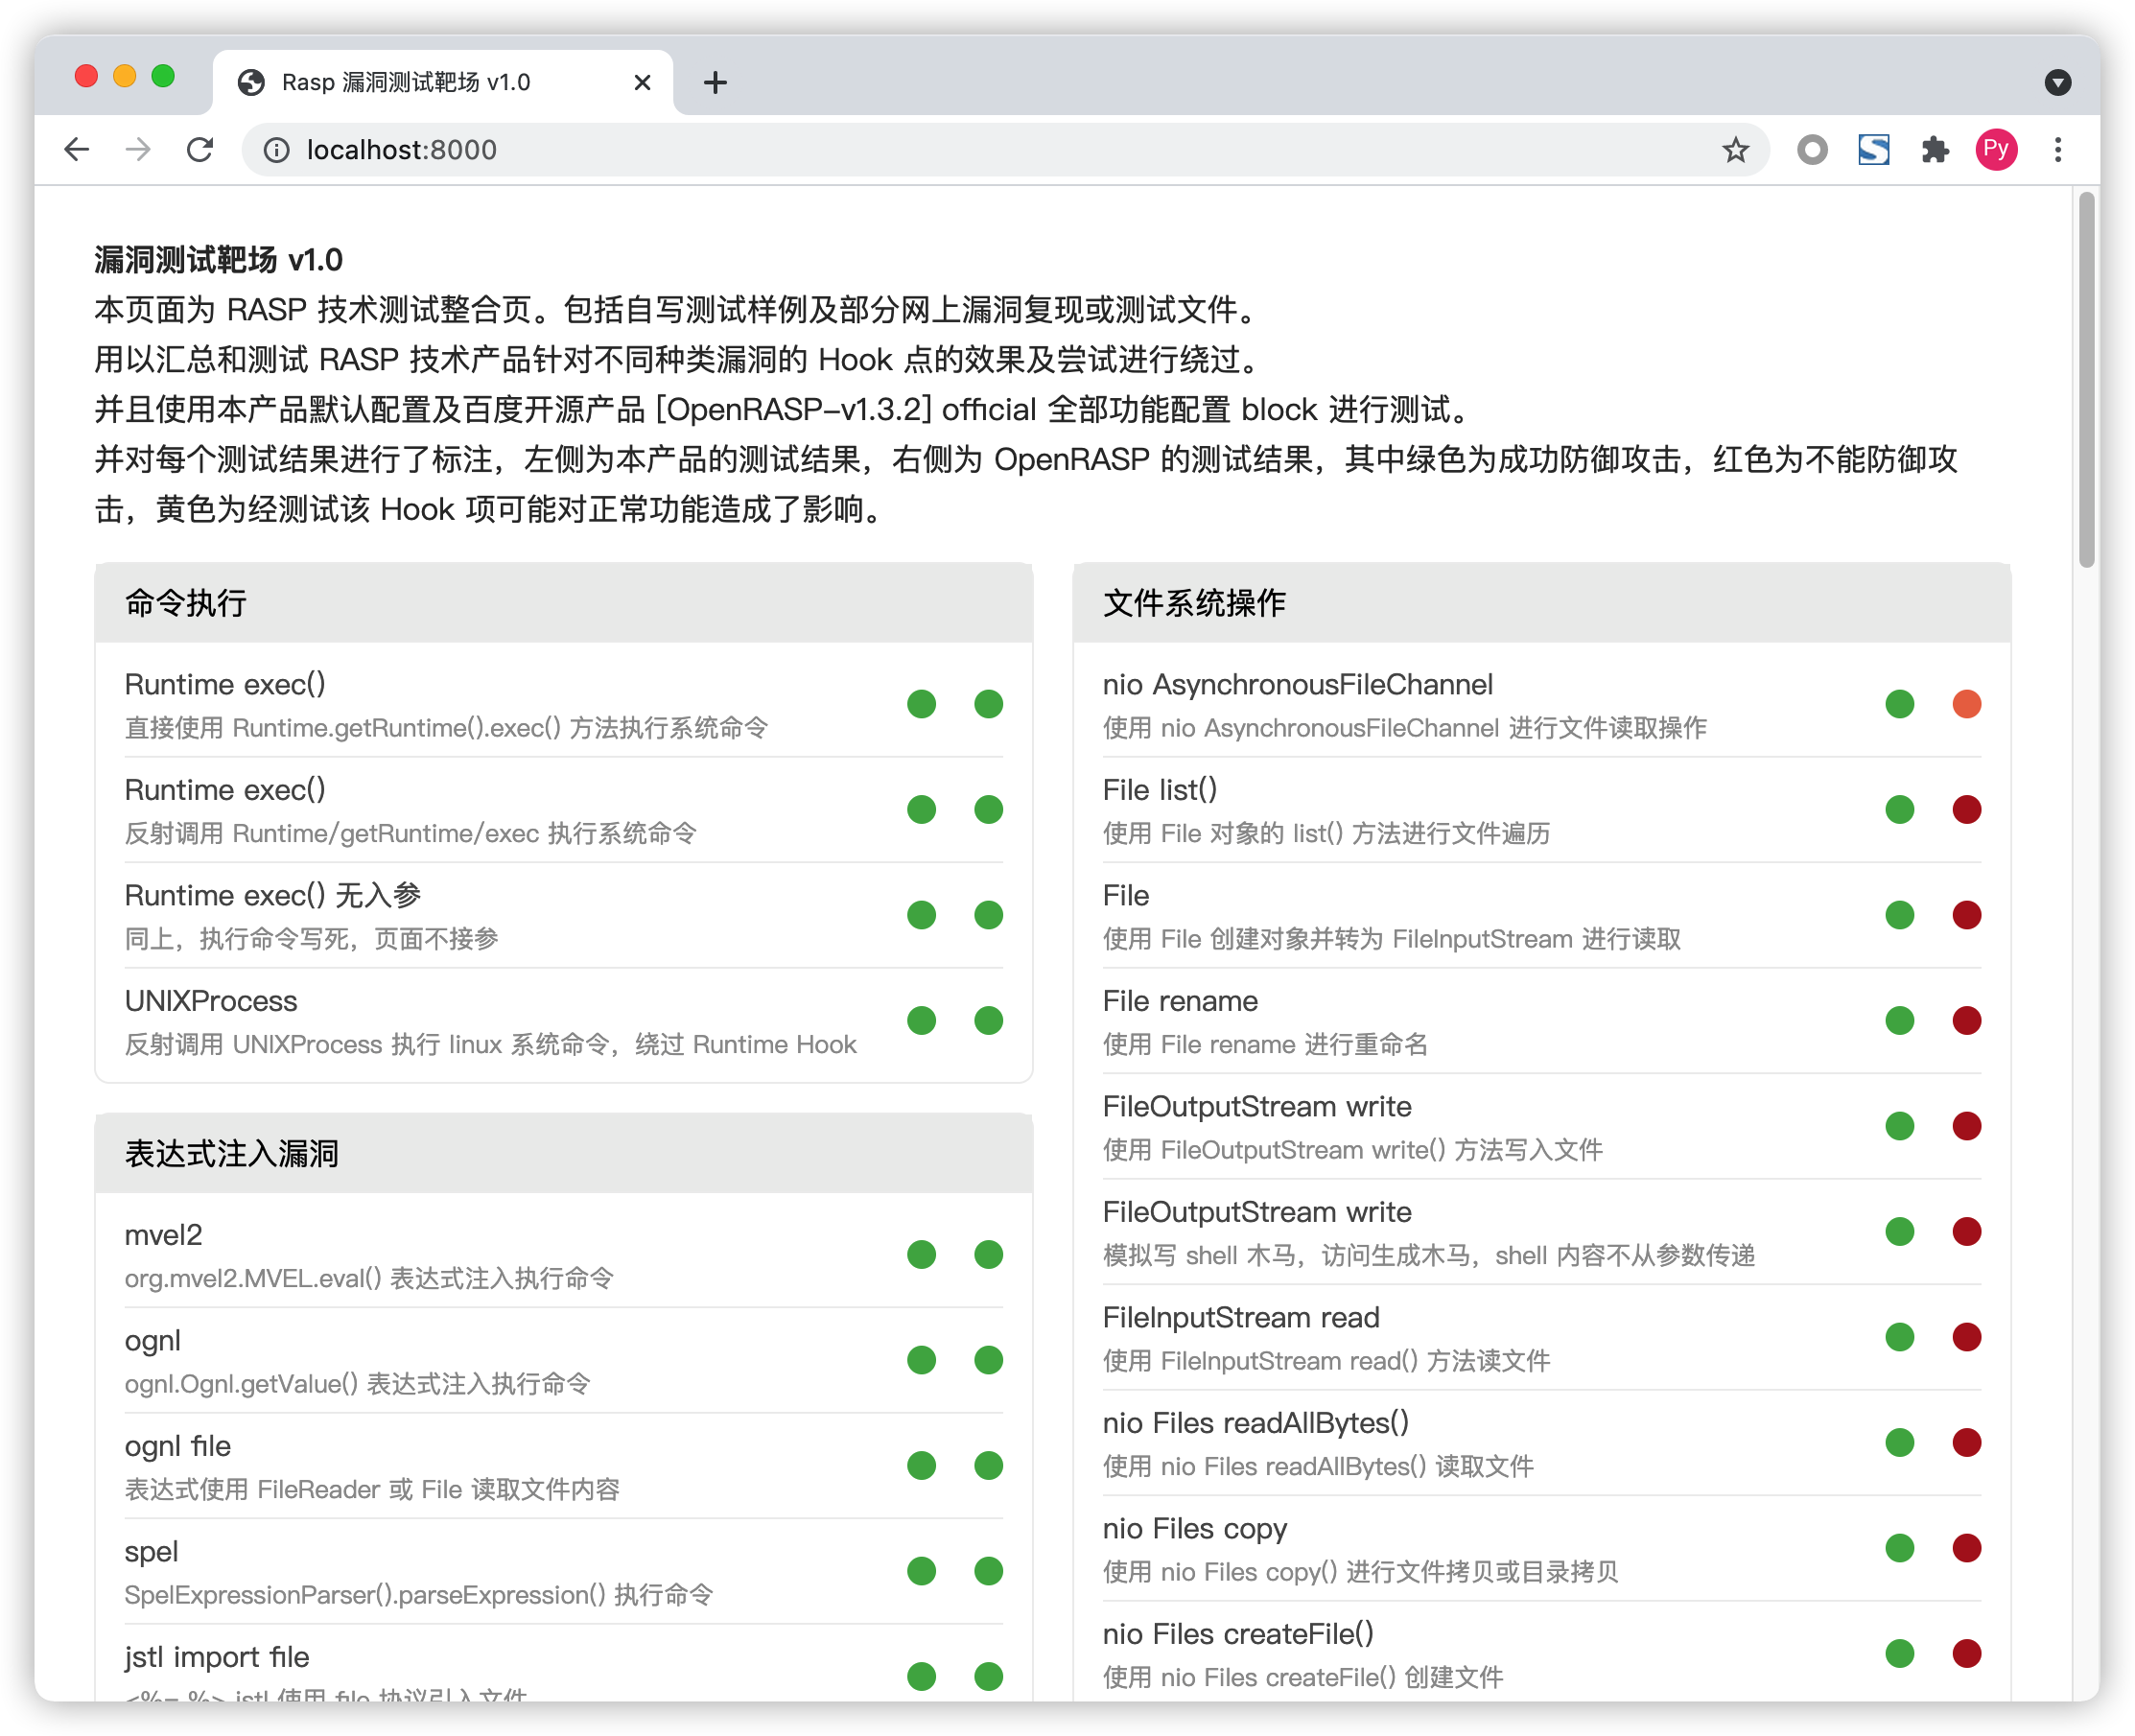 Rasp 漏洞测试靶场 v1.0
localhost:8000
Py
漏洞测试靶场 v1.0
本页面为 RASP 技术测试整合页。包括自写测试样例及部分网上漏洞复现或测试文件。
用以汇总和测试 RASP 技术产品针对不同种类漏洞的 Hook 点的效果及尝试进行绕过。
并且使用本产品默认配置及百度开源产品 [OpenRASP-v1.3.2] official 全部功能配置 block 进行测试。
并对每个测试结果进行了标注，左侧为本产品的测试结果，右侧为 OpenRASP 的测试结果，其中绿色为成功防御攻击，红色为不能防御攻
击，黄色为经测试该 Hook 项可能对正常功能造成了影响。
命令执行
Runtime exec()
直接使用 Runtime.getRuntime().exec() 方法执行系统命令
Runtime exec()
反射调用 Runtime/getRuntime/exec 执行系统命令
Runtime exec() 无入参
同上，执行命令写死，页面不接参
UNIXProcess
反射调用 UNIXProcess 执行 linux 系统命令，绕过 Runtime Hook
表达式注入漏洞
mvel2
org.mvel2.MVEL.eval() 表达式注入执行命令
ognl
ognl.Ognl.getValue() 表达式注入执行命令
ognl file
表达式使用 FileReader 或 File 读取文件内容
spel
SpelExpressionParser().parseExpression() 执行命令
jstl import file
<%= %> jstl 使用 file 协议引入文件
文件系统操作
nio AsynchronousFileChannel
使用 nio AsynchronousFileChannel 进行文件读取操作
File list()
使用 File 对象的 list() 方法进行文件遍历
File
使用 File 创建对象并转为 FileInputStream 进行读取
File rename
使用 File rename 进行重命名
FileOutputStream write
使用 FileOutputStream write() 方法写入文件
FileOutputStream write
模拟写 shell 木马，访问生成木马，shell 内容不从参数传递
FileInputStream read
使用 FileInputStream read() 方法读文件
nio Files readAllBytes()
使用 nio Files readAllBytes() 读取文件
nio Files copy
使用 nio Files copy() 进行文件拷贝或目录拷贝
nio Files createFile()
使用 nio Files createFile() 创建文件